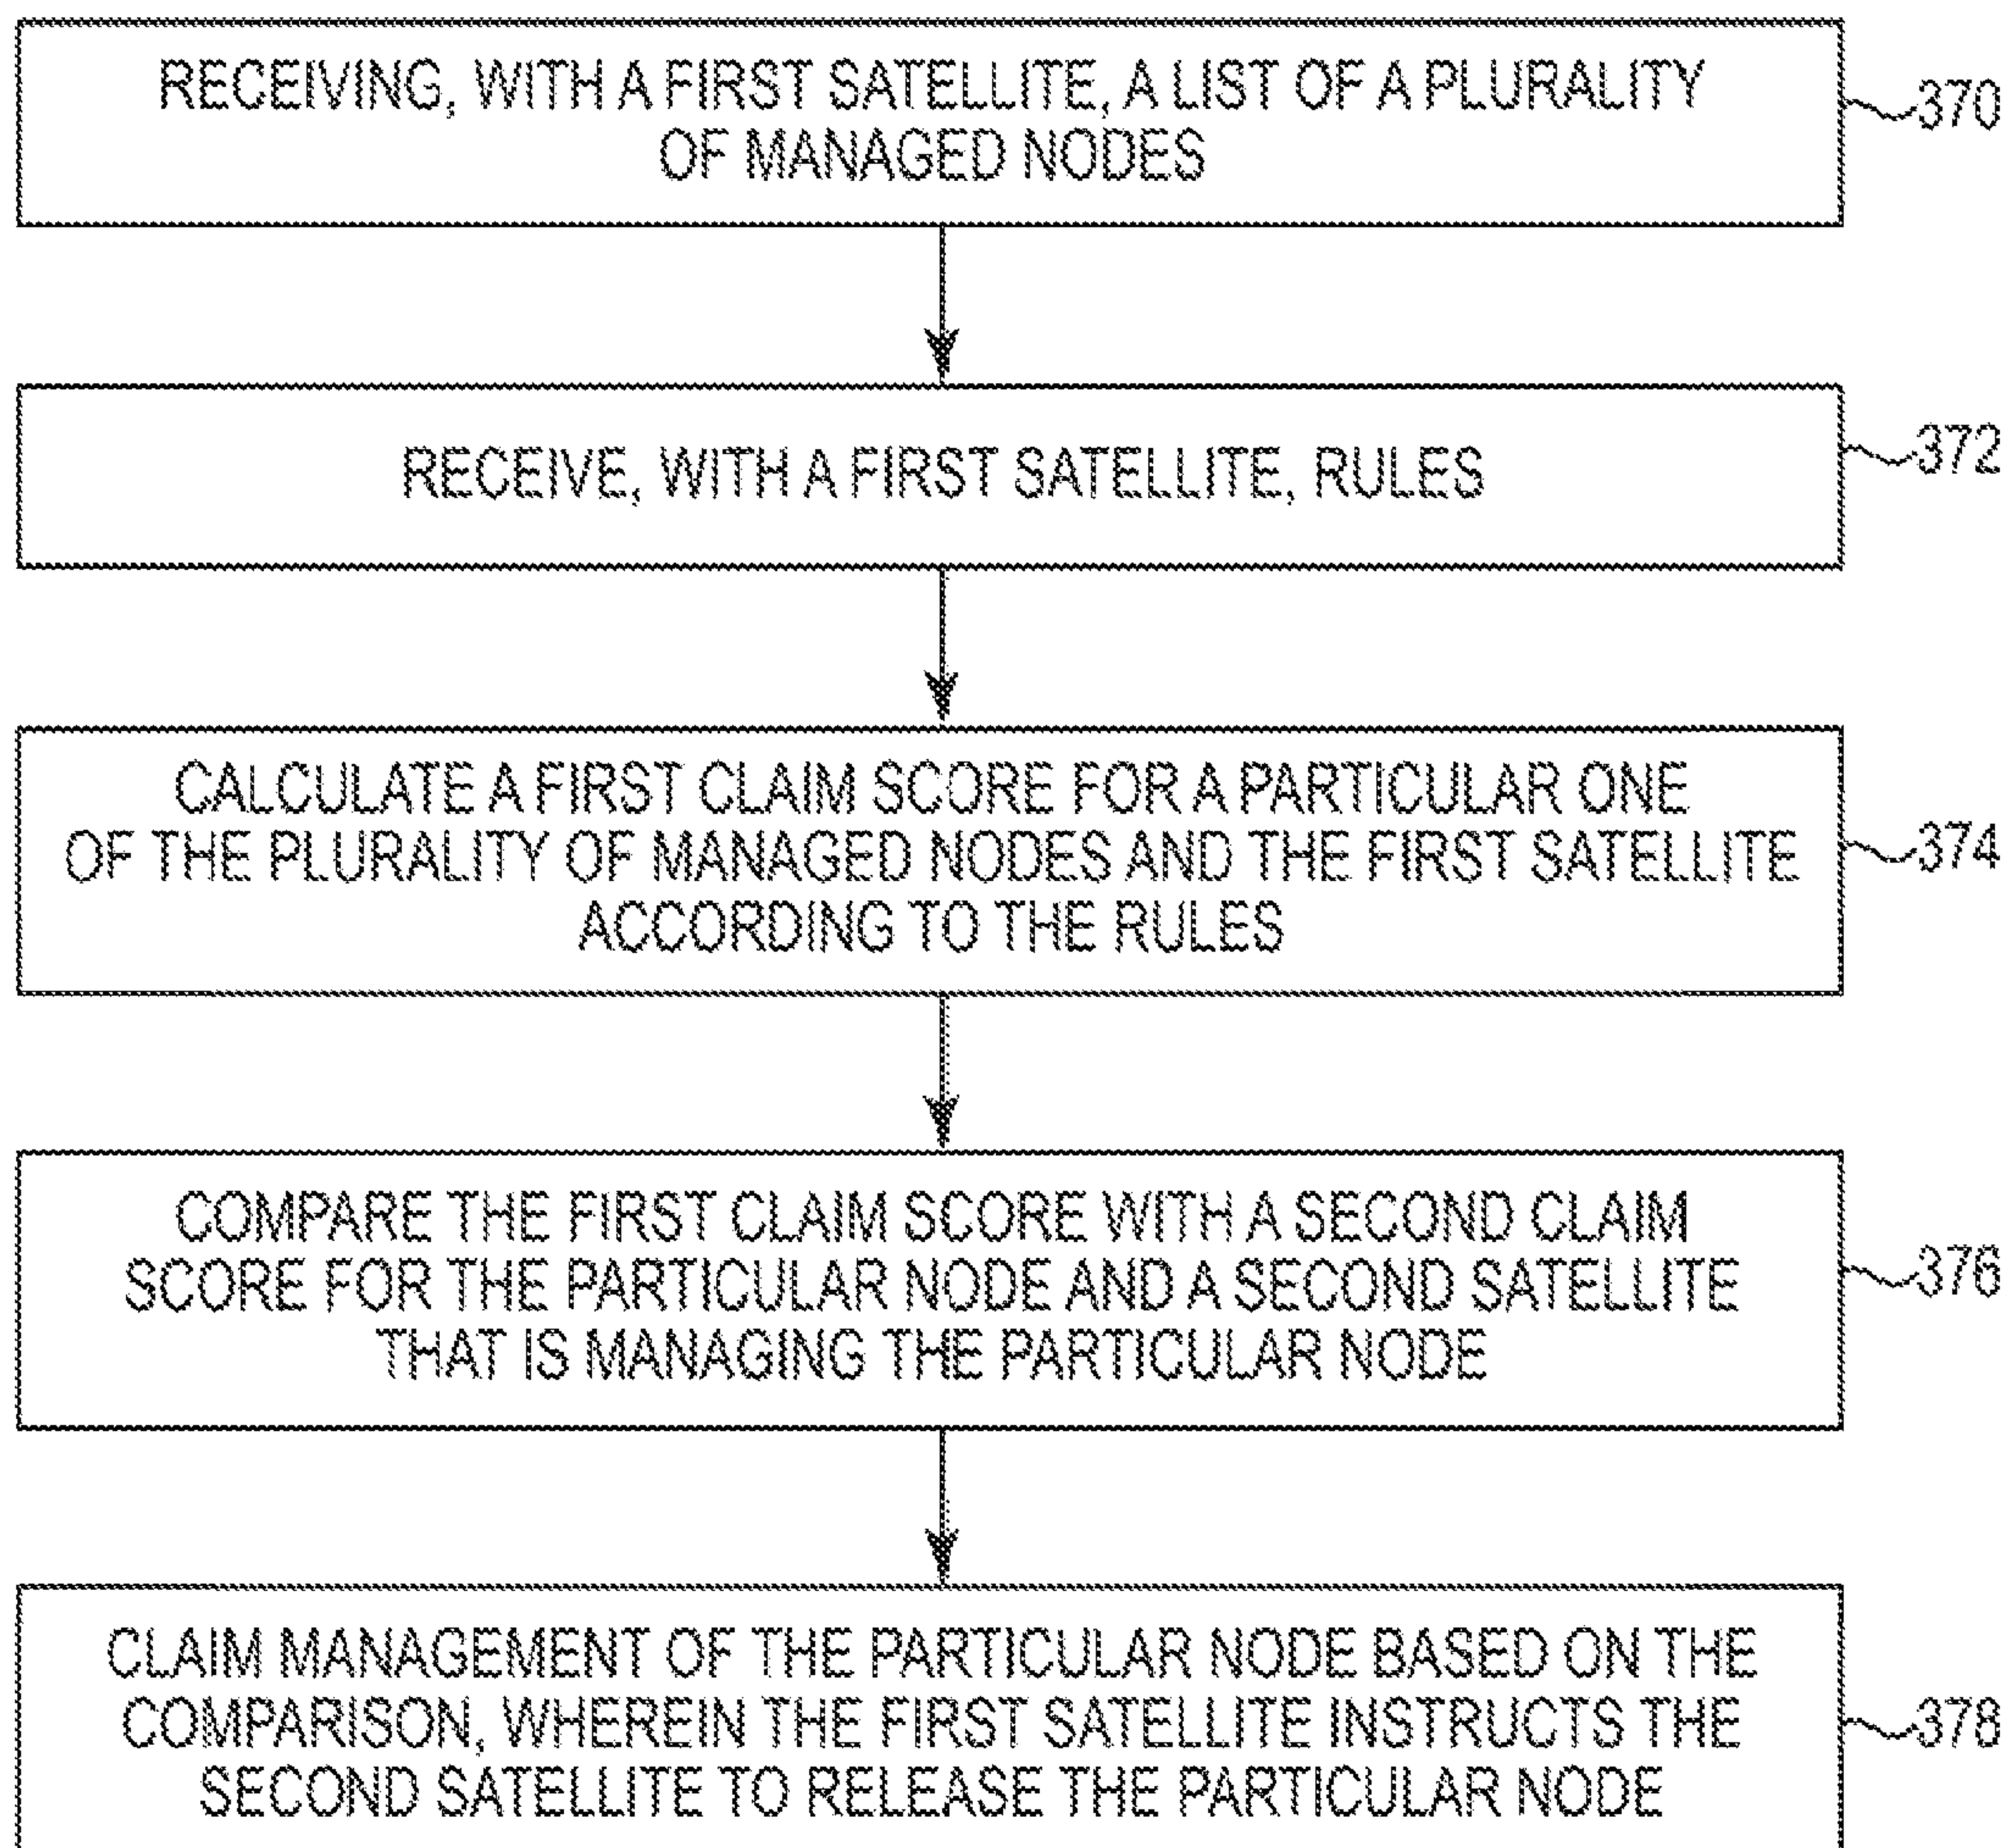 RECEIVING, WITH A FIRST SATELLITE, A LIST OF A PLURALITY
OF MANAGED NODES
370
RECEIVE, WITH A FIRST SATELLITE, RULES
372
CALCULATE A FIRST CLAIM SCORE FOR A PARTICULAR ONE
OF THE PLURALITY OF MANAGED NODES AND THE FIRST SATELLITE
ACCORDING TO THE RULES
374
COMPARE THE FIRST CLAIM SCORE WITH A SECOND CLAIM
SCORE FOR THE PARTICULAR NODE AND A SECOND SATELLITE
THAT IS MANAGING THE PARTICULAR NODE
376
CLAIM MANAGEMENT OF THE PARTICULAR NODE BASED ON THE
COMPARISON, WHEREIN THE FIRST SATELLITE INSTRUCTS THE
SECOND SATELLITE TO RELEASE THE PARTICULAR NODE
378